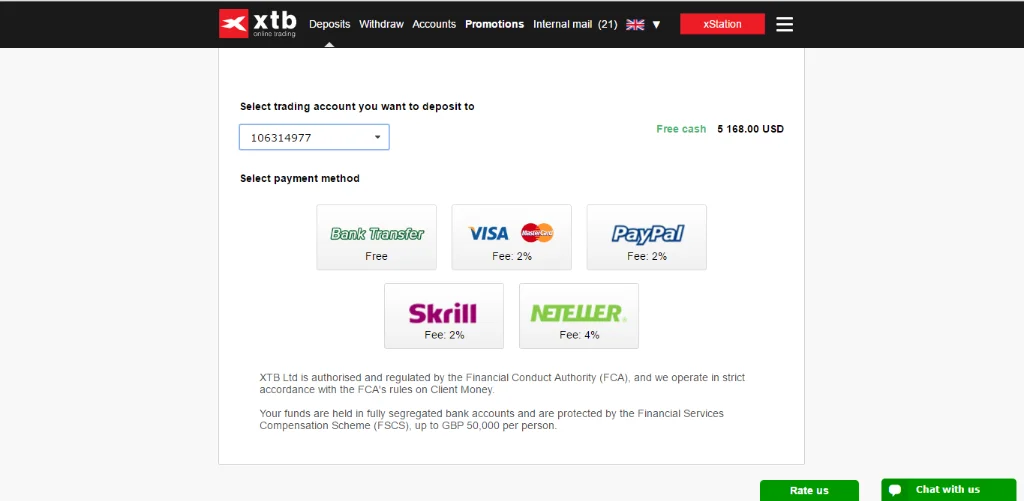 xtb
online trading
Deposits Withdraw Accounts Promotions Internal mail (21) xStation
Select trading account you want to deposit to
106314977
Free cash 5 168.00 USD
Select payment method
Bank Transfer
Free
VISA MasterCard
Fee: 2%
PayPal
Fee: 2%
Skrill
Fee: 2%
NETELLER
Fee: 4%
XTB Ltd is authorised and regulated by the Financial Conduct Authority (FCA), and we operate in strict
accordance with the FCA's rules on Client Money.
Your funds are held in fully segregated bank accounts and are protected by the Financial Services
Compensation Scheme (FSCS), up to GBP 50,000 per person.
Rate us
Chat with us